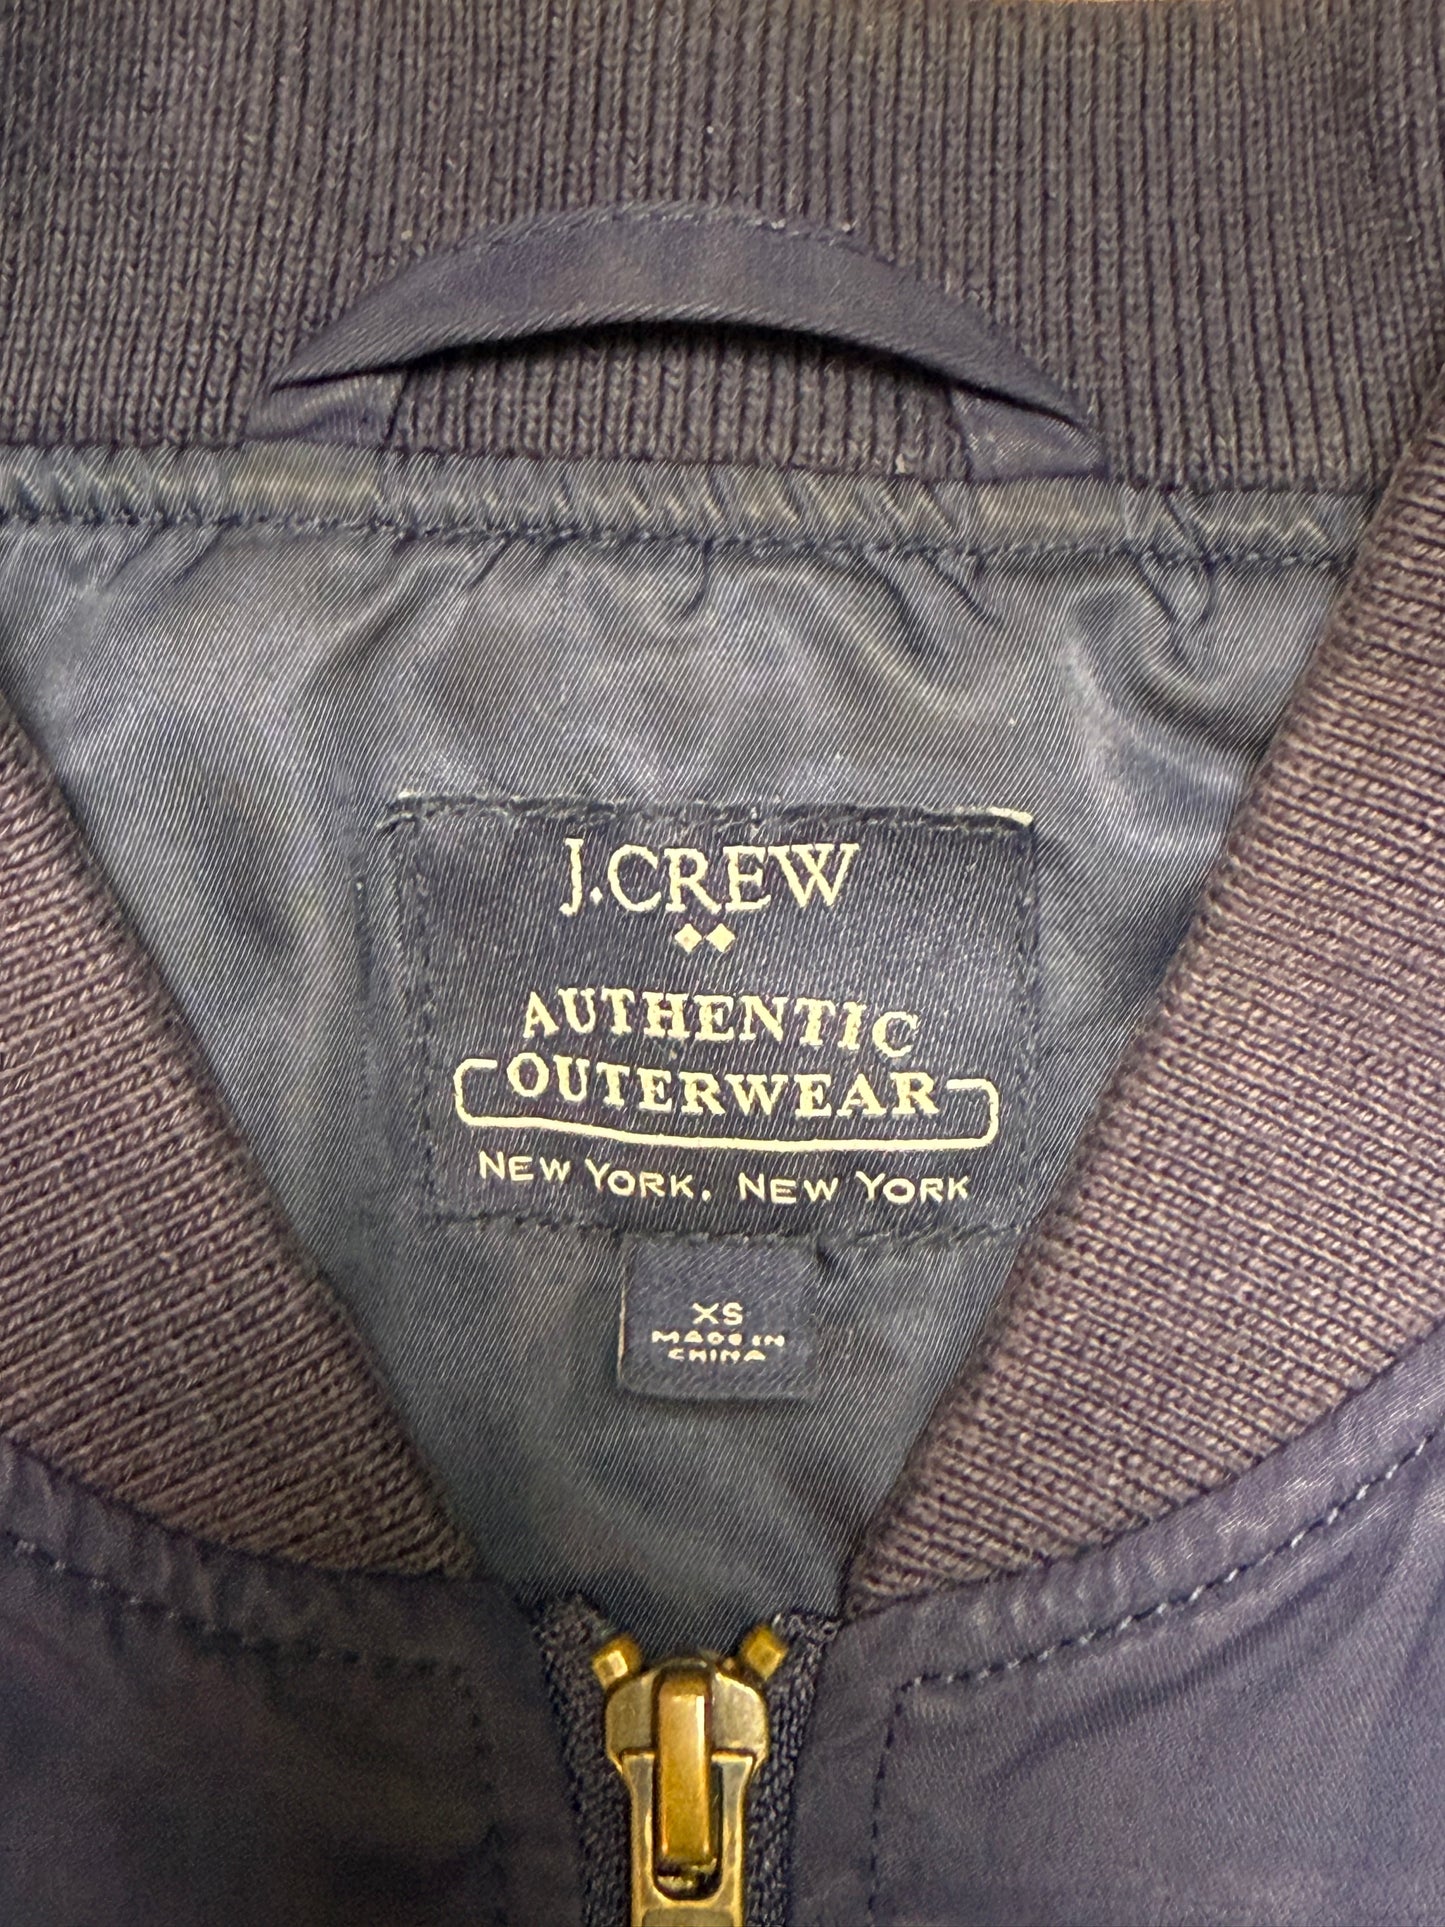 J.CREW
AUTHENTIC
OUTERWEAR
NEW YORK, NEW YORK
XS
MADE IN
CHINA